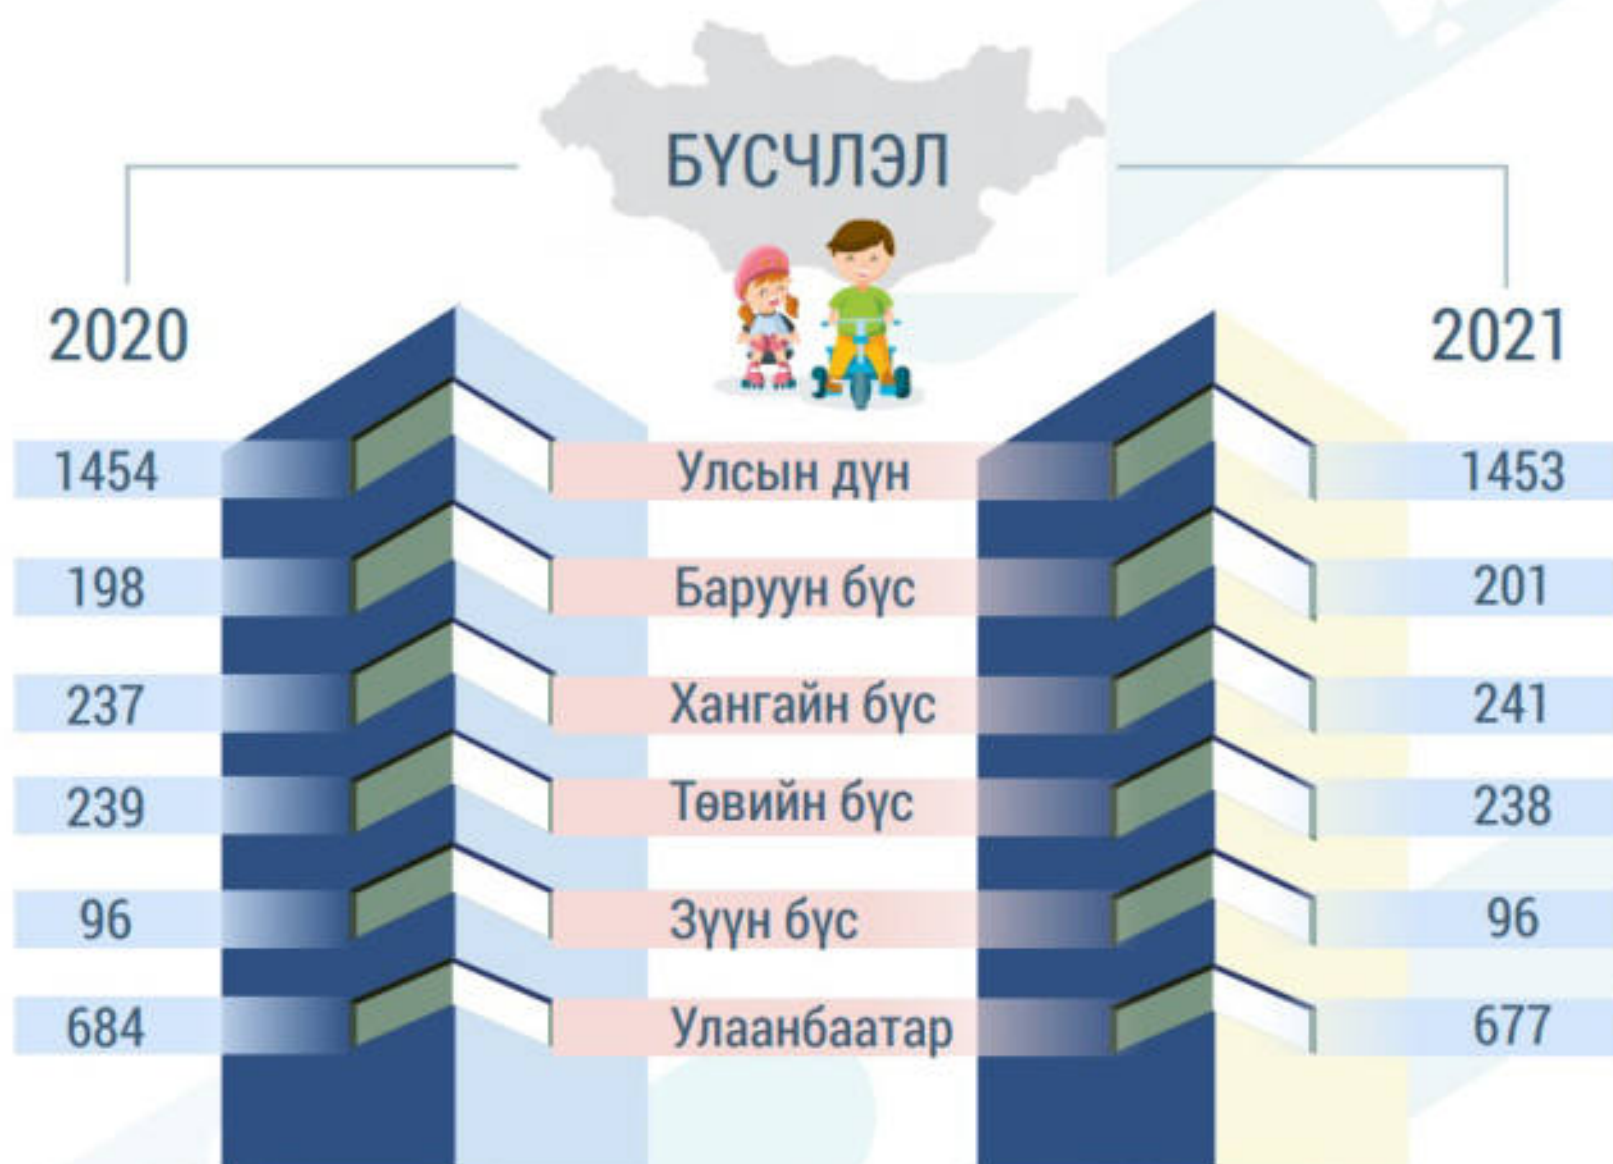 БҮСЧЛЭЛ
2020 2021
1454 Улсын дүн 1453
198 Баруун бүс 201
237 Хангайн бүс 241
239 Төвийн бүс 238
96 Зүүн бүс 96
684 Улаанбаатар 677